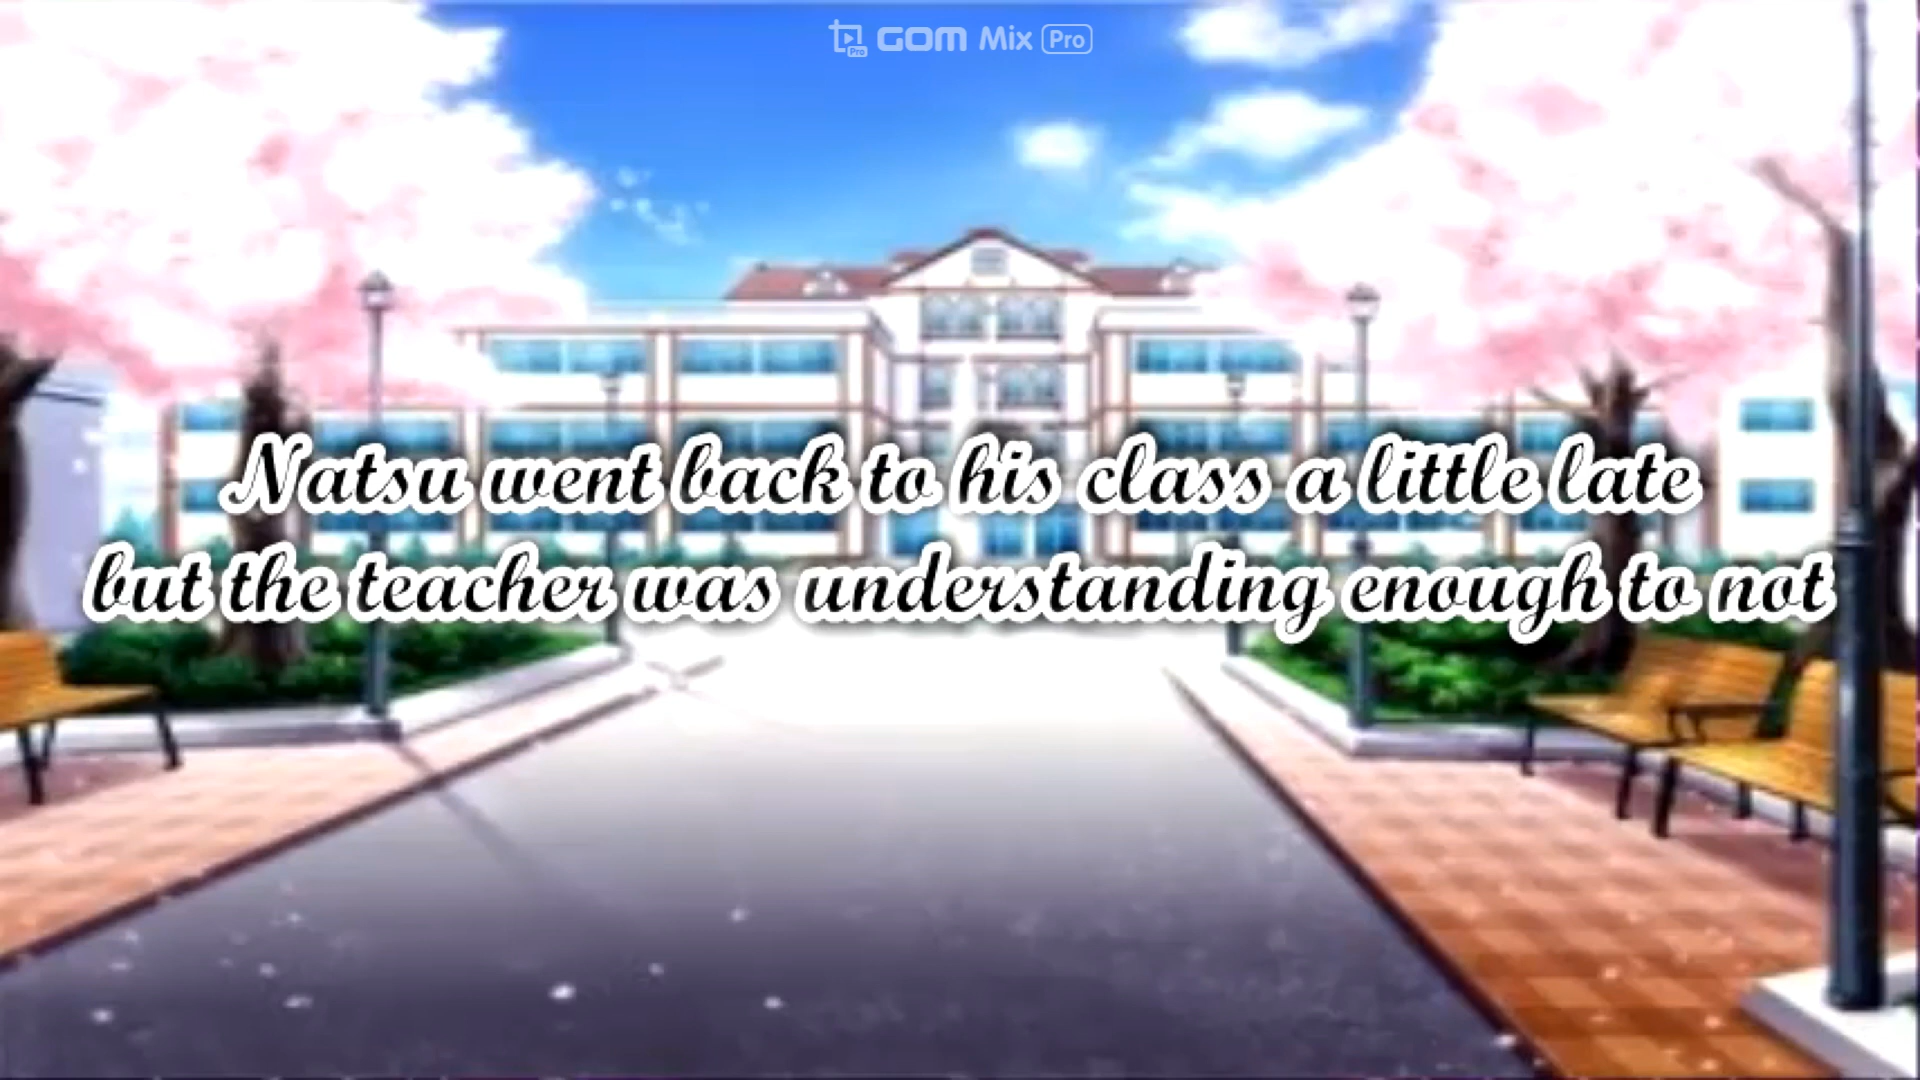 GOM Mix Pro
Natsu went back to his class a little late
but the teacher was understanding enough to not